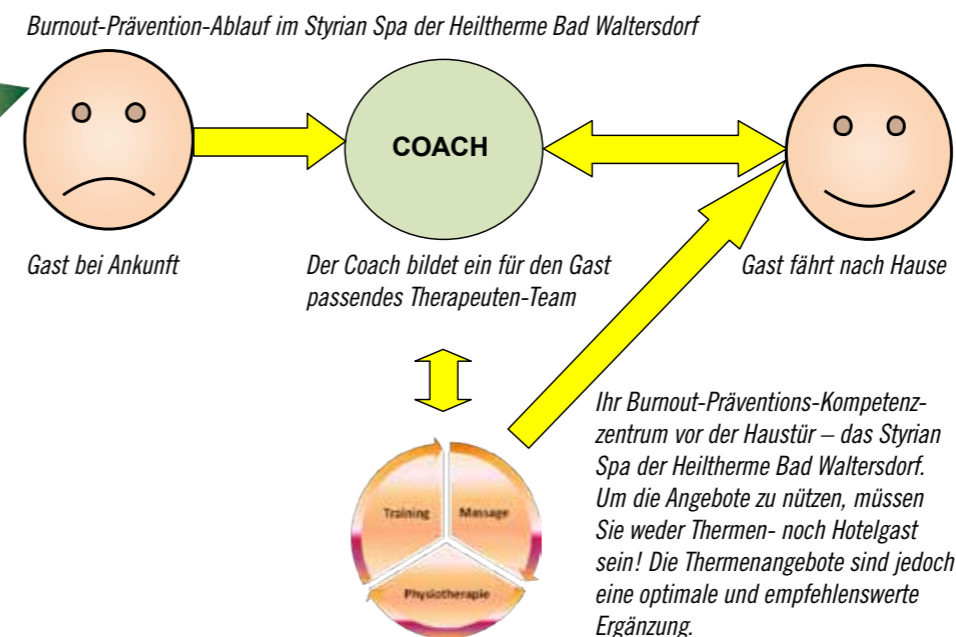 Burnout-Prävention-Ablauf im Styrian Spa der Heiltherme Bad Waltersdorf
COACH
Gast bei Ankunft
Der Coach bildet ein für den Gast
passendes Therapeuten-Team
Gast fährt nach Hause
Training
Massage
Physiotherapie
Ihr Burnout-Präventions-Kompetenz-
zentrum vor der Haustür – das Styrian
Spa der Heiltherme Bad Waltersdorf.
Um die Angebote zu nützen, müssen
Sie weder Thermen- noch Hotelgast
sein! Die Thermenangebote sind jedoch
eine optimale und empfehlenswerte
Ergänzung.